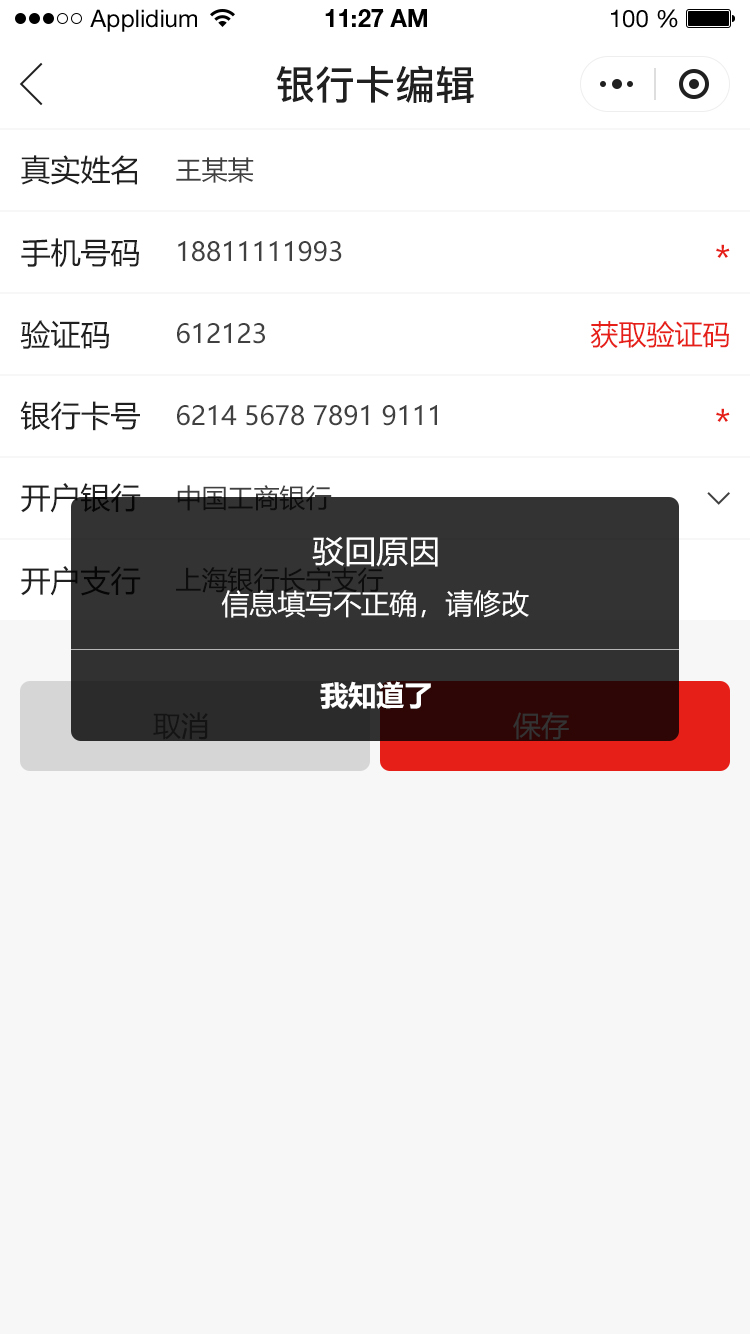 Applidium 11:27 AM 100 %
银行卡编辑
真实姓名 王某某
手机号码 18811111993 *
验证码 612123 获取验证码
银行卡号 6214 5678 7891 9111 *
开户银行 中国工商银行
驳回原因
开户支行 上海银行长宁支行
信息填写不正确，请修改
我知道了
取消 保存